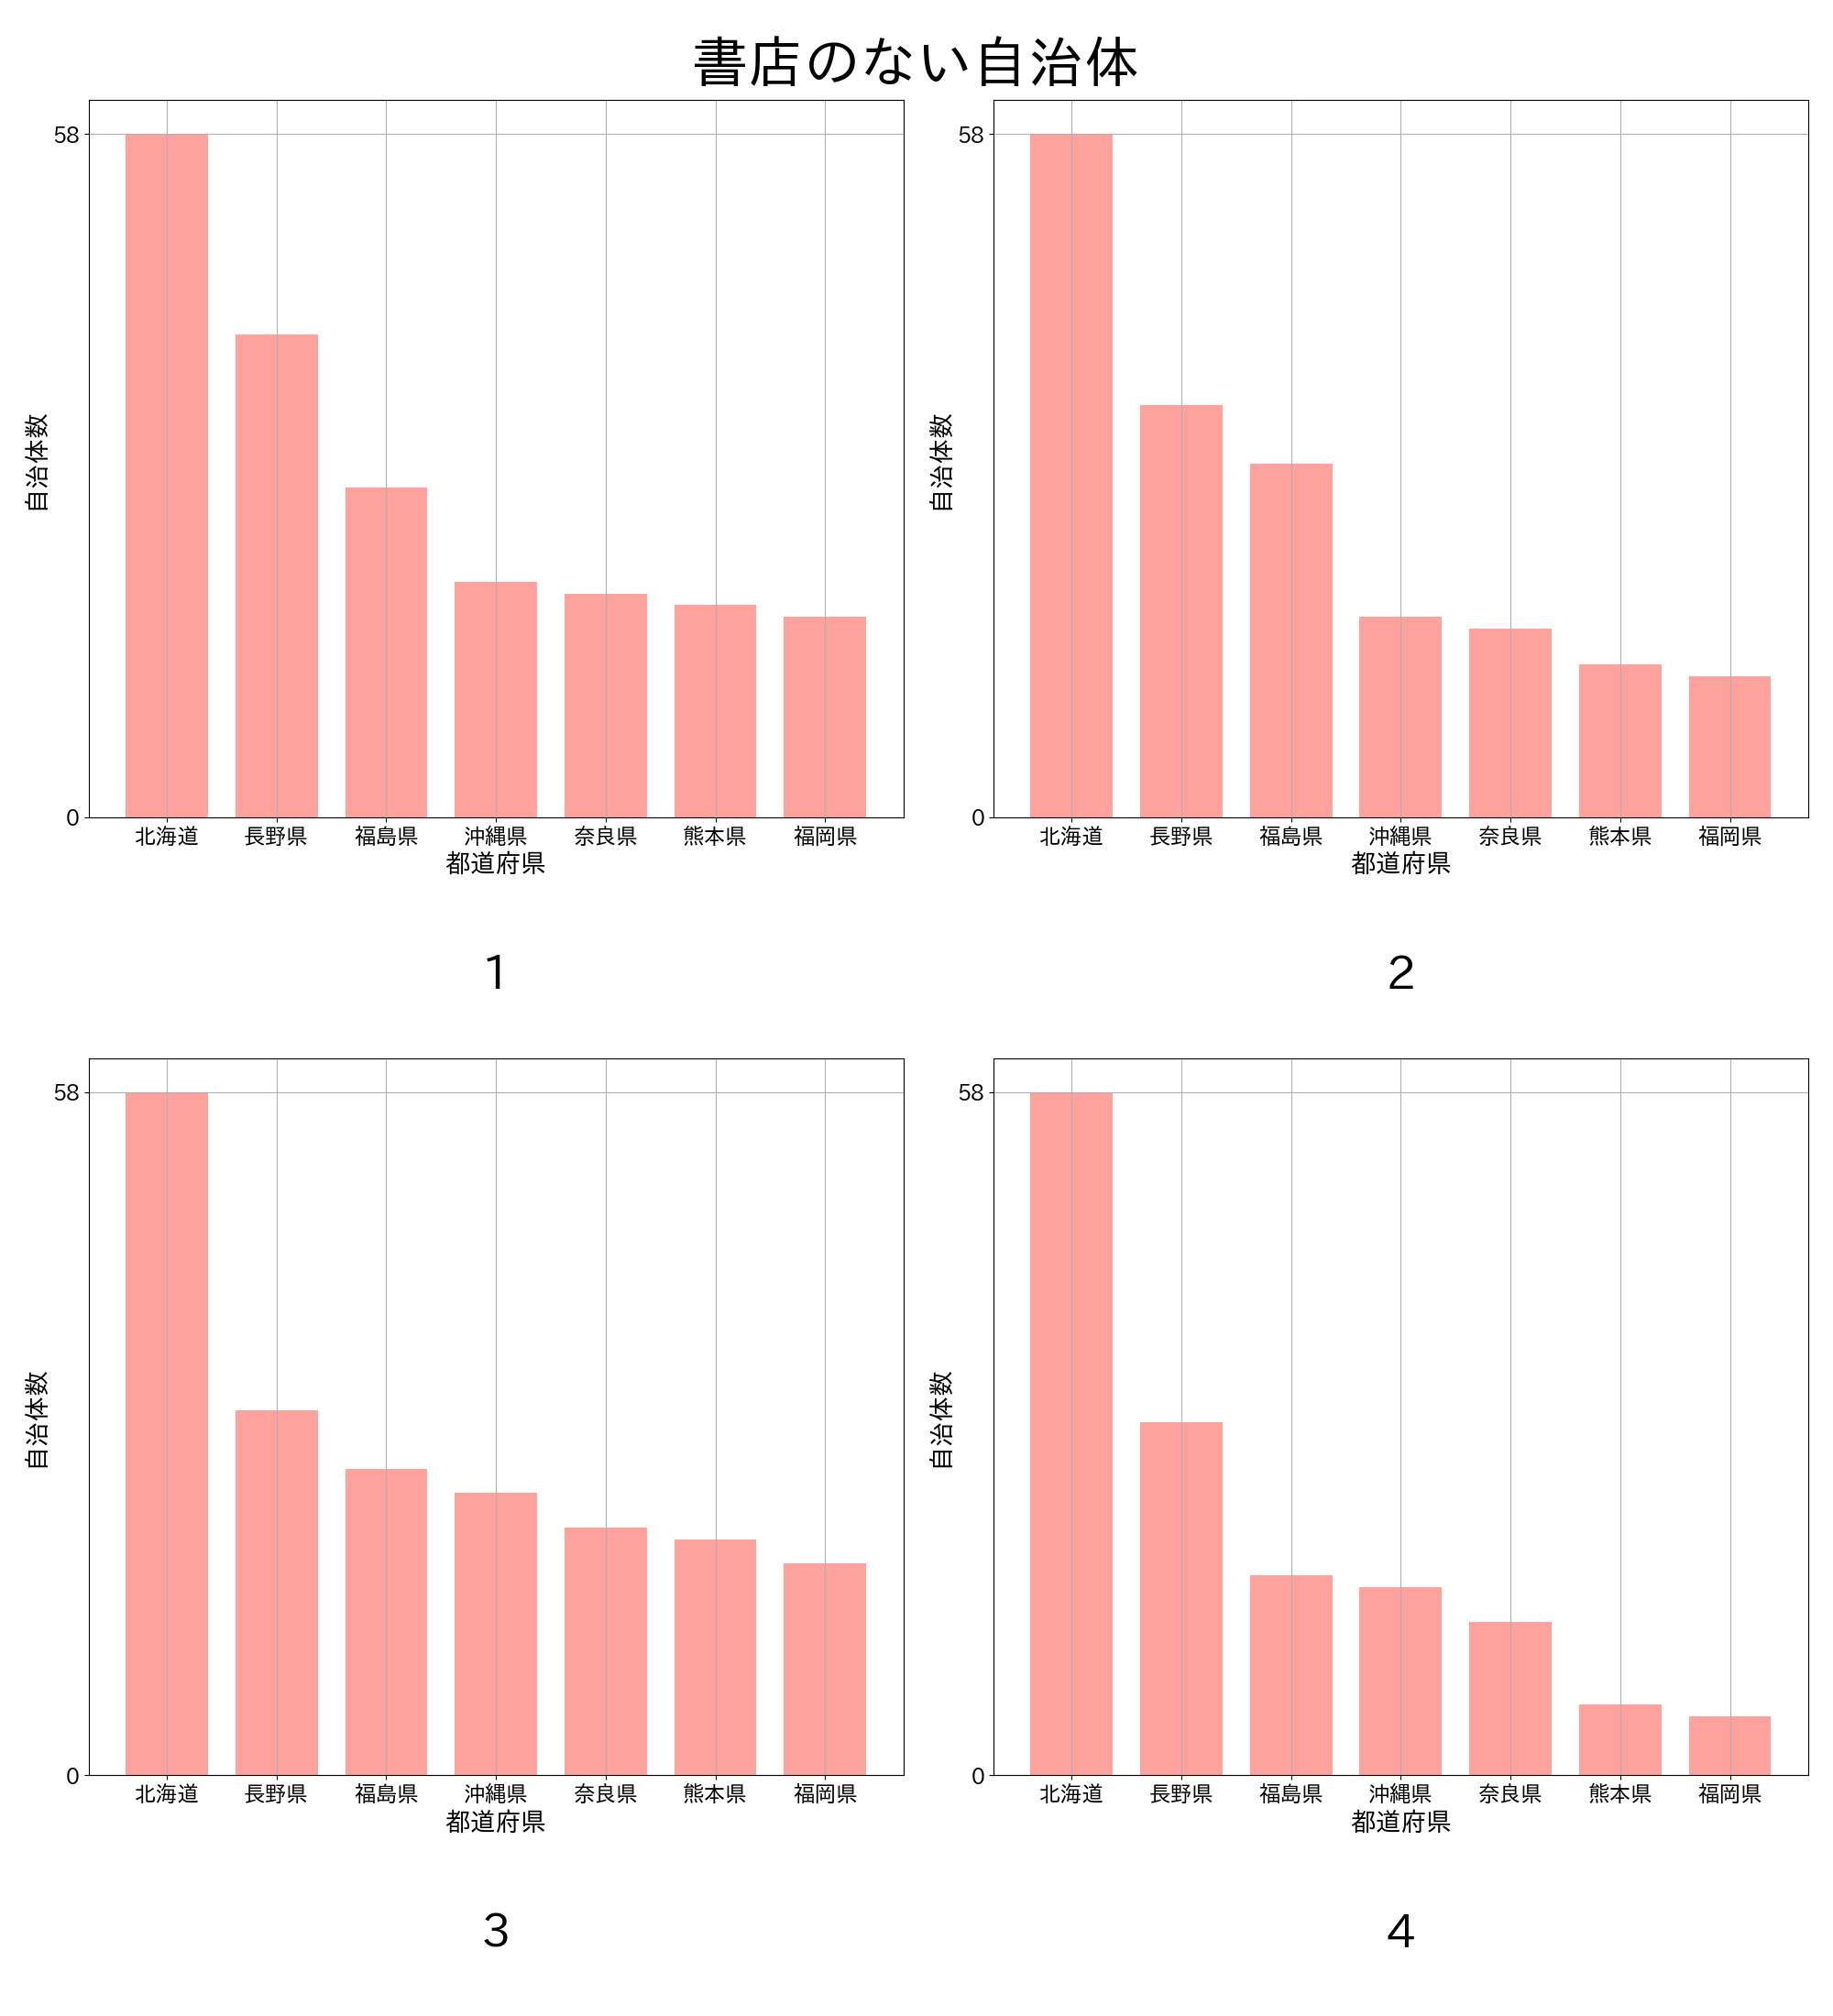 書店のない自治体
58
0
自治体数
北海道 長野県 福島県 沖縄県 奈良県 熊本県 福岡県
都道府県
1
58
0
自治体数
北海道 長野県 福島県 沖縄県 奈良県 熊本県 福岡県
都道府県
2
58
0
自治体数
北海道 長野県 福島県 沖縄県 奈良県 熊本県 福岡県
都道府県
3
58
0
自治体数
北海道 長野県 福島県 沖縄県 奈良県 熊本県 福岡県
都道府県
4